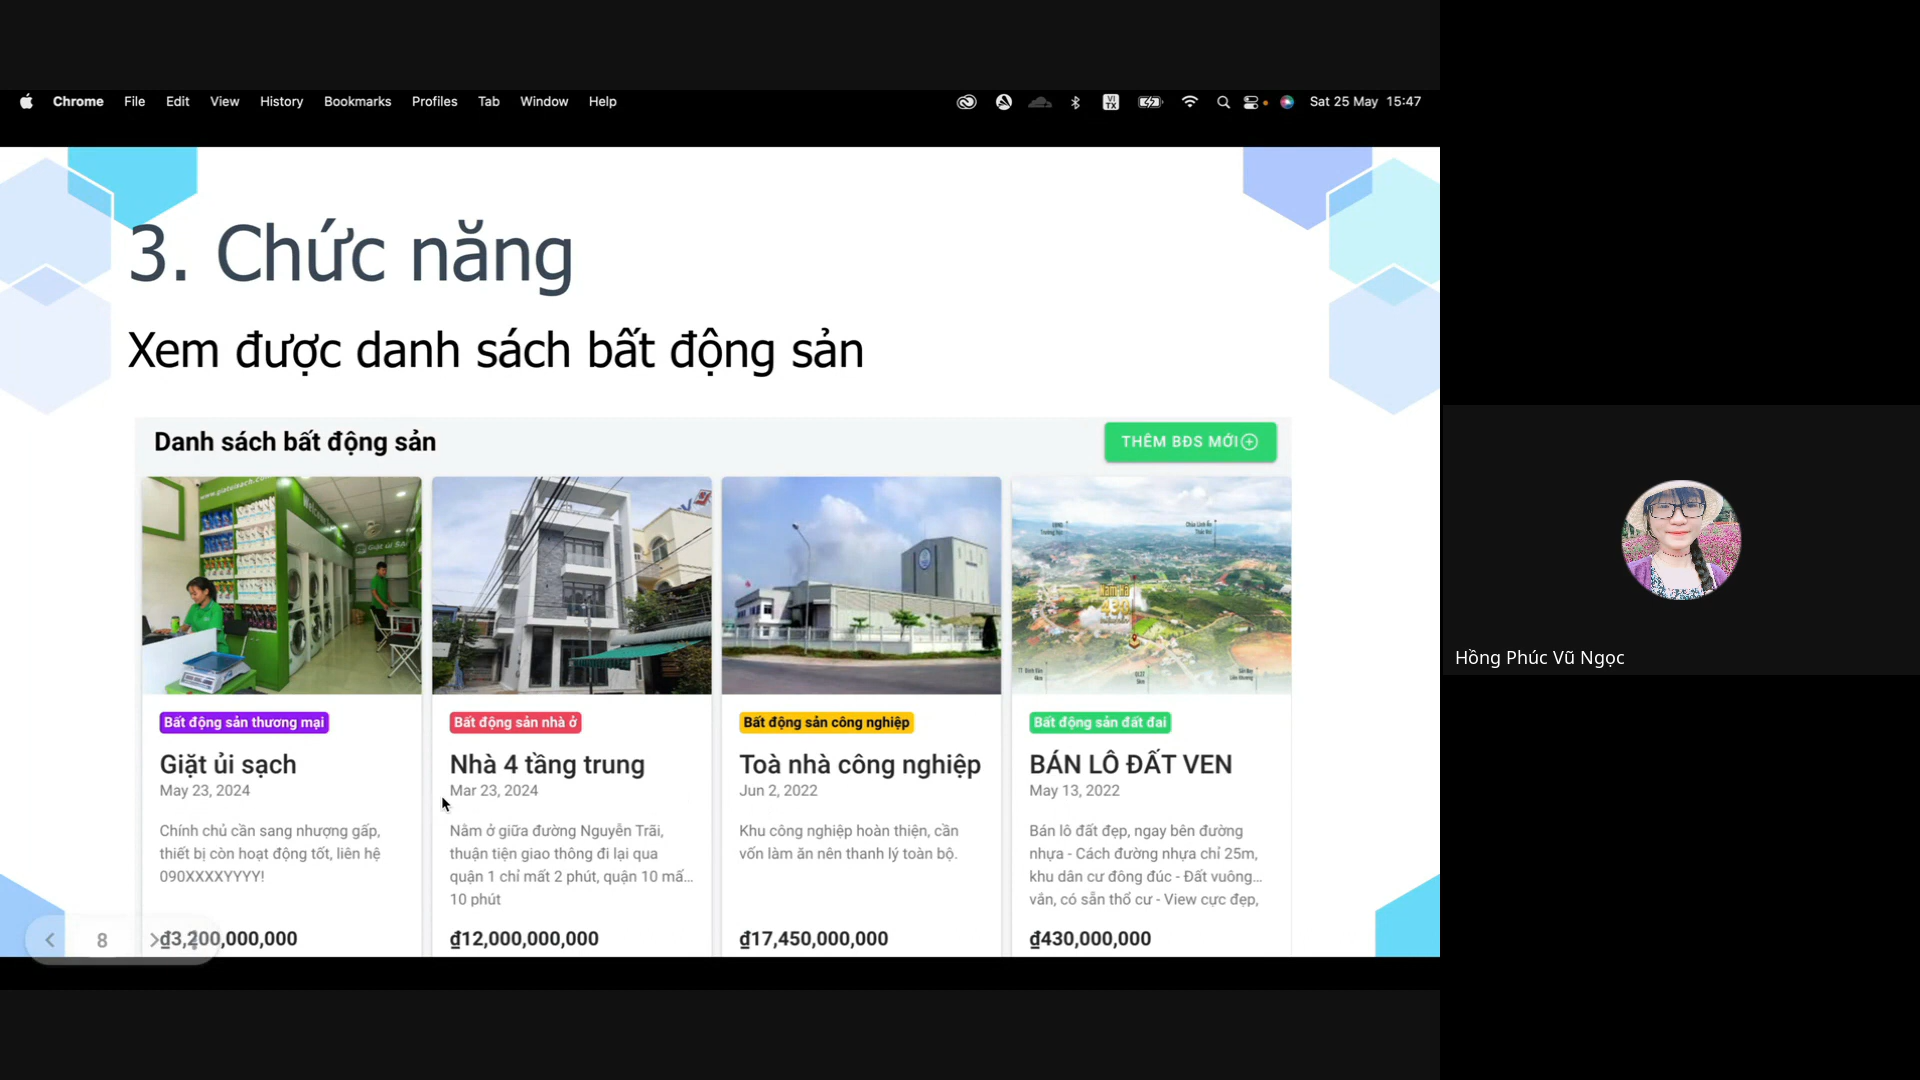 Chrome File Edit View History Bookmarks Profiles Tab Window Help
VI
TX
Sat 25 May 15:47
3. Chức năng
Xem được danh sách bất động sản
Danh sách bất động sản
THÊM BĐS MỚI
Bất động sản thương mại
Giặt ủi sạch
May 23, 2024
Chính chủ cần sang nhượng gấp,
thiết bị còn hoạt động tốt, liên hệ
090XXXXYYYY!
₫3,200,000,000
Bất động sản nhà ở
Nhà 4 tầng trung
Mar 23, 2024
Nằm ở giữa đường Nguyễn Trãi,
thuận tiện giao thông đi lại qua
quận 1 chỉ mất 2 phút, quận 10 mấ...
10 phút
₫12,000,000,000
Bất động sản công nghiệp
Toà nhà công nghiệp
Jun 2, 2022
Khu công nghiệp hoàn thiện, cần
vốn làm ăn nên thanh lý toàn bộ.
₫17,450,000,000
Bất động sản đất đai
BÁN LÔ ĐẤT VEN
May 13, 2022
Bán lô đất đẹp, ngay bên đường
nhựa - Cách đường nhựa chỉ 25m,
khu dân cư đông đúc - Đất vuông...
vắn, có sẵn thổ cư - View cực đẹp,
₫430,000,000
8
Hồng Phúc Vũ Ngọc